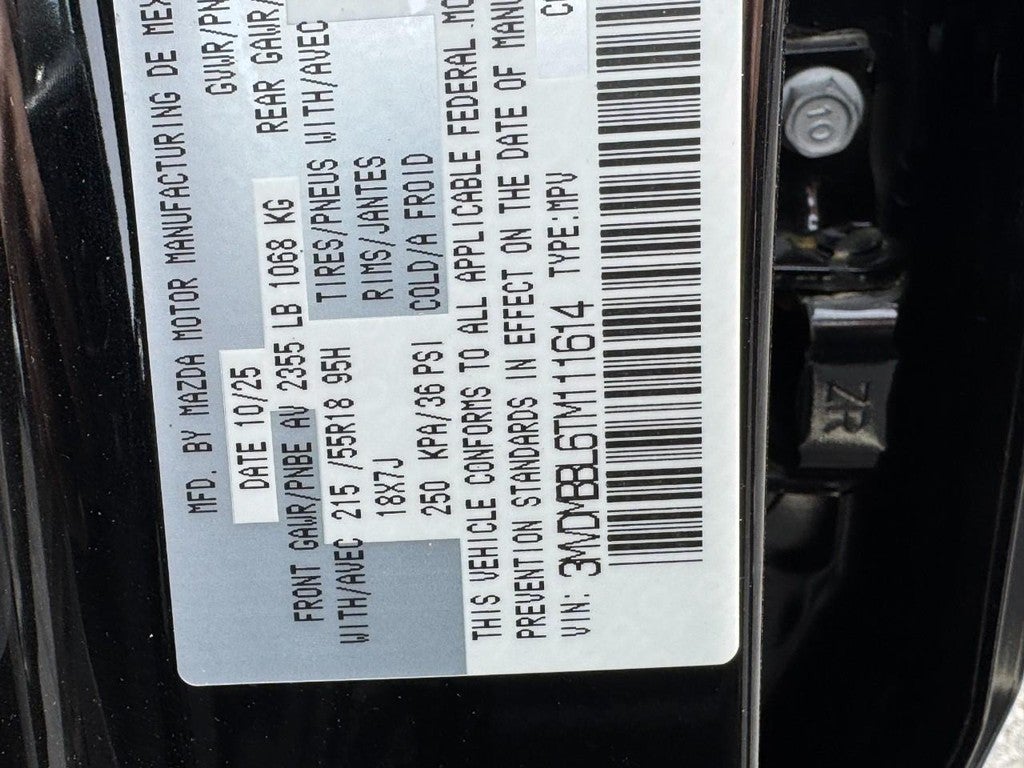 MFD. BY MAZDA MOTOR MANUFACTURING DE MEX
DATE 10/25 GVWR/PN
FRONT GAWR/PNBE AV 2355 LB 1068 KG REAR GAWR/
WITH/AVEC 215 /55R18 95H TIRES/PNEUS WITH/AVEC
18X7J RIMS/JANTES
250 KPA/36 PSI COLD/A FROID
THIS VEHICLE CONFORMS TO ALL APPLICABLE FEDERAL MO
PREVENTION STANDARDS IN EFFECT ON THE DATE OF MANU
VIN: 3MVDMBBL6TM111614 TYPE:MPV
10
ZR